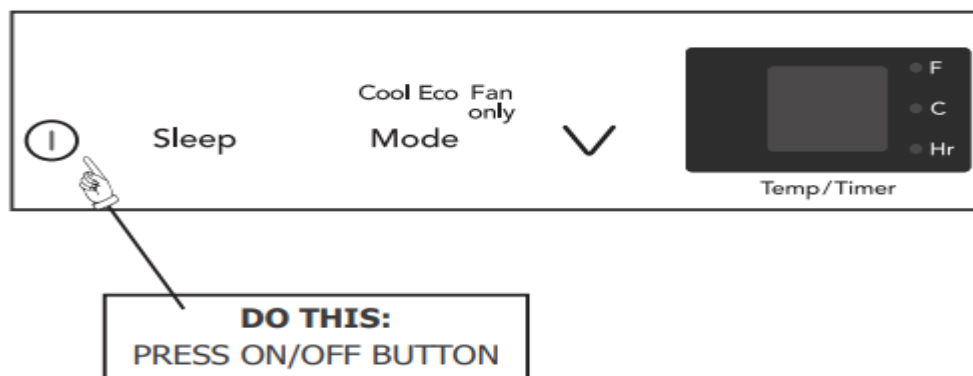 Cool Eco Fan
only
Sleep
Mode
F
C
Hr
Temp/Timer
DO THIS:
PRESS ON/OFF BUTTON